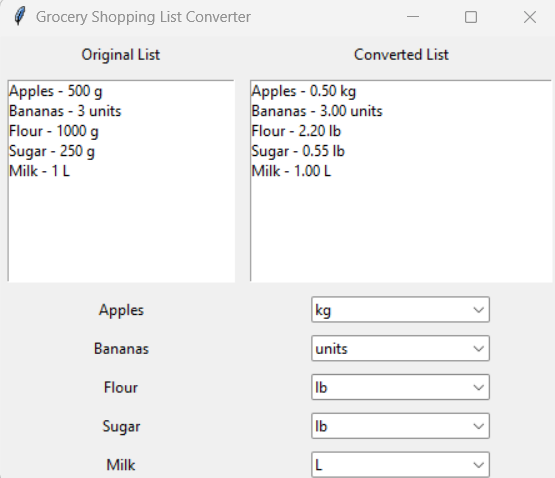 Grocery Shopping List Converter
Original List
Converted List
Apples - 500 g
Bananas - 3 units
Flour - 1000 g
Sugar - 250 g
Milk - 1 L
Apples - 0.50 kg
Bananas - 3.00 units
Flour - 2.20 lb
Sugar - 0.55 lb
Milk - 1.00 L
Apples kg
Bananas units
Flour lb
Sugar lb
Milk L